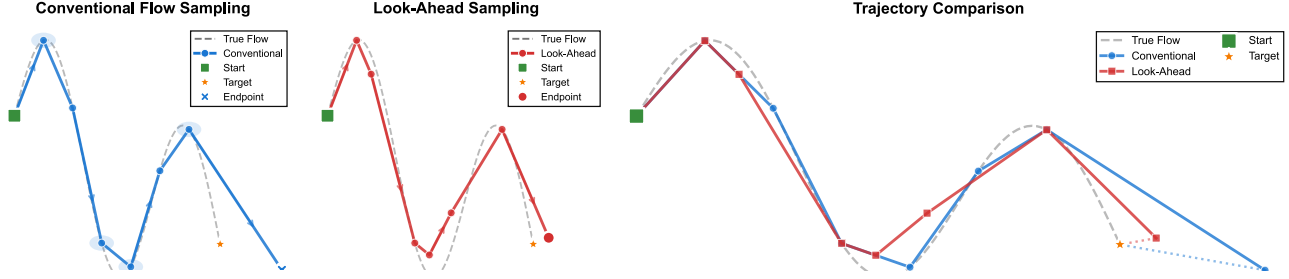 Conventional Flow Sampling
True Flow
Conventional
Start
Target
Endpoint
Look-Ahead Sampling
True Flow
Look-Ahead
Start
Target
Endpoint
Trajectory Comparison
True Flow
Conventional
Look-Ahead
Start
Target